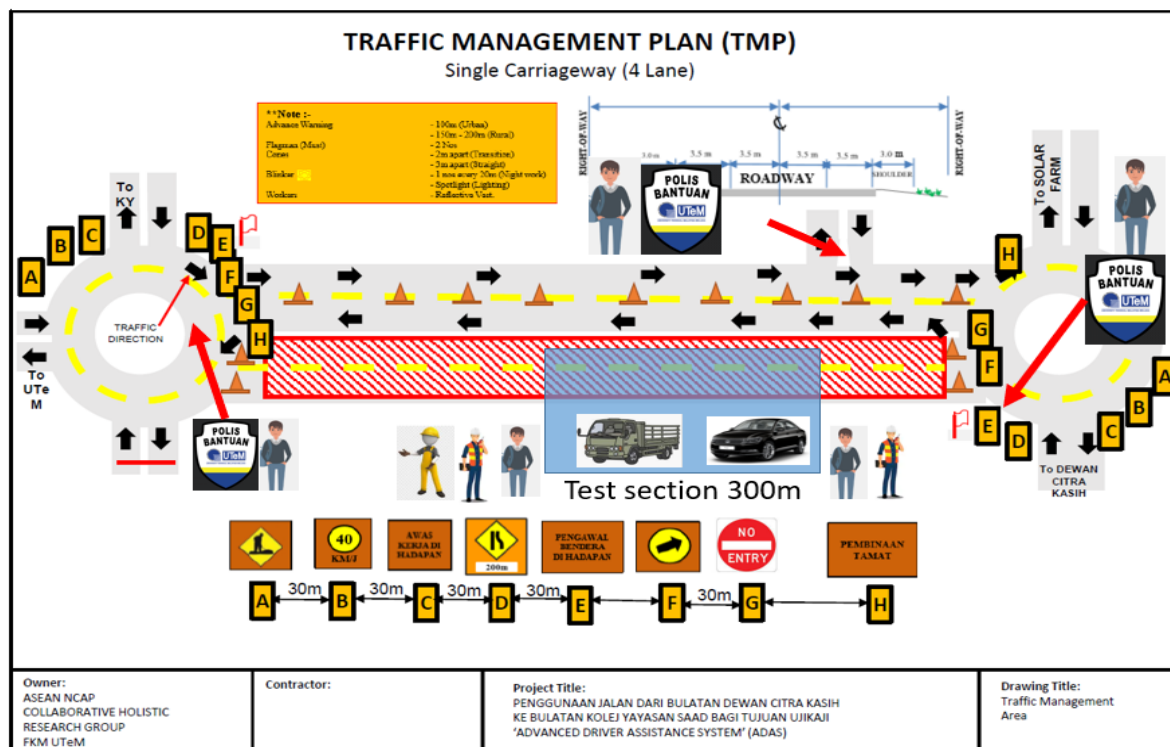 TRAFFIC MANAGEMENT PLAN (TMP)
Single Carriageway (4 Lane)
**Note :-
Advance Warning - 100m (Urban)
- 150m - 200m (Rural)
Flagman (Must) - 2 Nos
Cones - 2m apart (Transition)
- 3m apart (Straight)
Blinker - 1 nos every 20m (Night work)
- Spotlight (Lighting)
Workers - Reflective Vest.
RIGHT-OF-WAY
RIGHT-OF-WAY
3.0m 3.5 m 3.5 m 3.5 m 3.5 m 3.0 m
ROADWAY
SHOULDER
POLIS
BANTUAN
UTeM
To
KY
To SOLAR
FARM
A
B
C
D
E
F
G
H
H
G
F
E
D
C
B
A
POLIS
BANTUAN
UTeM
TRAFFIC
DIRECTION
To
UTe
M
POLIS
BANTUAN
UTeM
To DEWAN
CITRA
KASIH
Test section 300m
40
KM/J
AWAS
KERJA DI
HADAPAN
200m
PENGAWAL
BENDERA
DI HADAPAN
NO
ENTRY
PEMBINAAN
TAMAT
A 30m B 30m C 30m D 30m E F 30m G H
Owner:
ASEAN NCAP
COLLABORATIVE HOLISTIC
RESEARCH GROUP
FKM UTeM
Contractor:
Project Title:
PENGGUNAAN JALAN DARI BULATAN DEWAN CITRA KASIH
KE BULATAN KOLEJ YAYASAN SAAD BAGI TUJUAN UJIKAJI
‘ADVANCED DRIVER ASSISTANCE SYSTEM’ (ADAS)
Drawing Title:
Traffic Management
Area